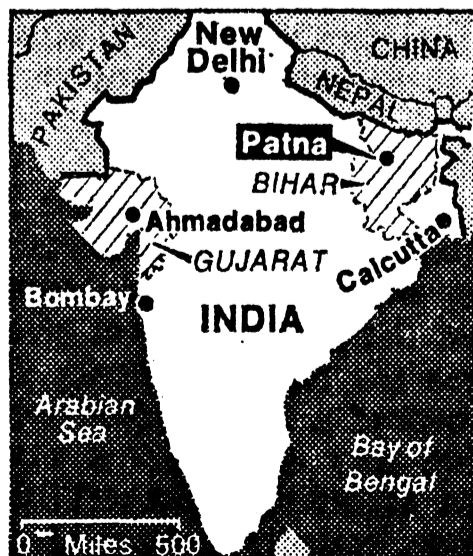 New
Delhi
CHINA
PAKISTAN
NEPAL
Patna
BIHAR
Ahmadabad
GUJARAT
Calcutta
Bombay
INDIA
Arabian
Sea
Bay of
Bengal
0 Miles 500